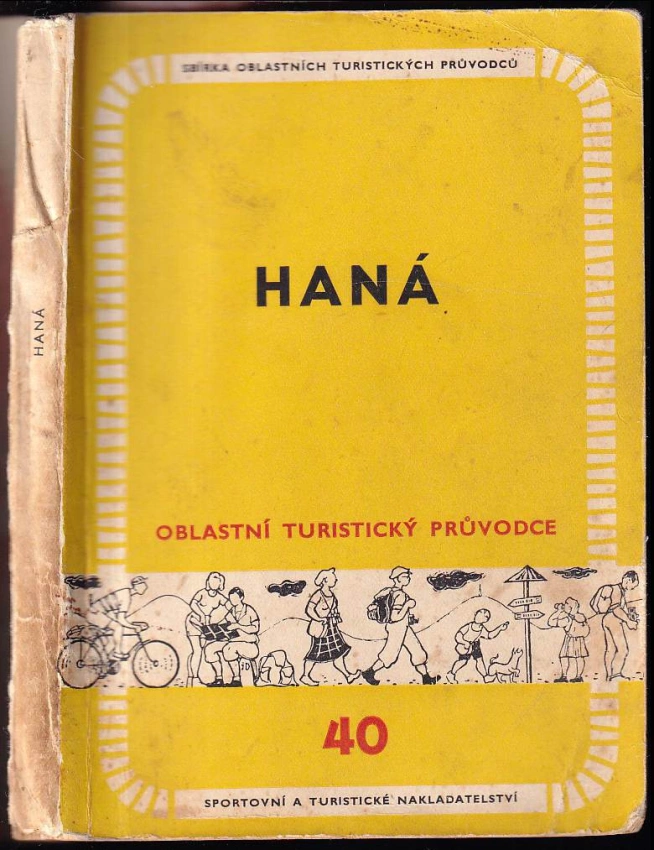 SBÍRKA OBLASTNÍCH TURISTICKÝCH PRŮVODCŮ
HANÁ
HANÁ
OBLASTNÍ TURISTICKÝ PRŮVODCE
40
SPORTOVNÍ A TURISTICKÉ NAKLADATELSTVÍ